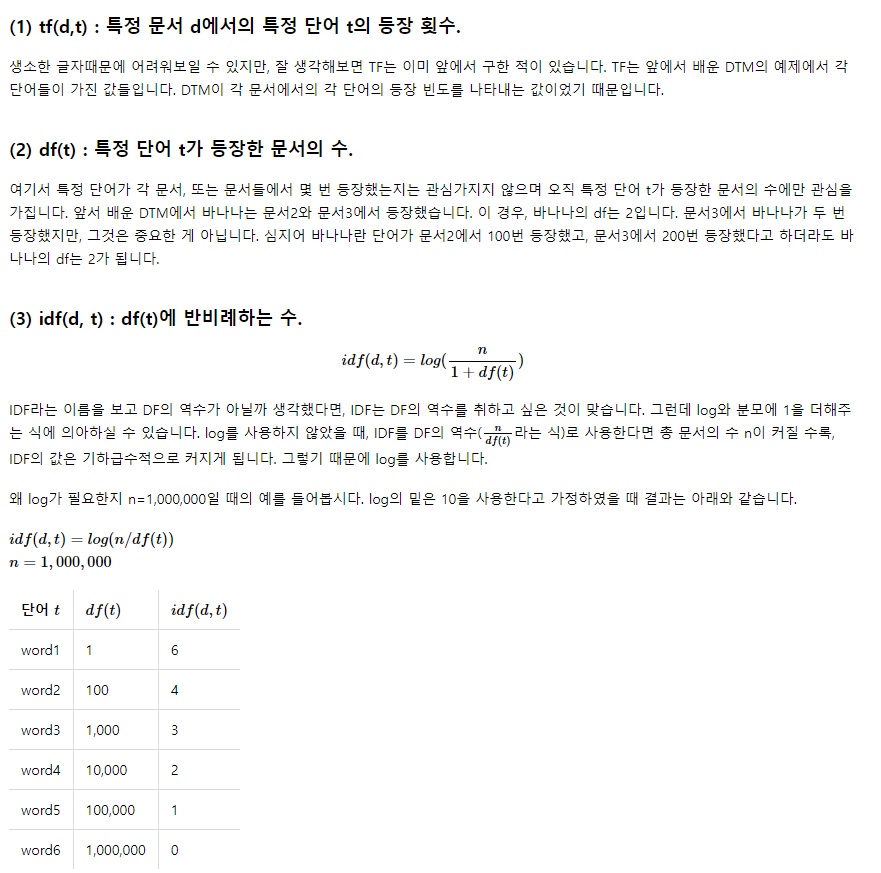 (1) tf(d,t) : 특정 문서 d에서의 특정 단어 t의 등장 횟수.
생소한 글자때문에 어려워보일 수 있지만, 잘 생각해보면 TF는 이미 앞에서 구한 적이 있습니다. TF는 앞에서 배운 DTM의 예제에서 각
단어들이 가진 값들입니다. DTM이 각 문서에서의 각 단어의 등장 빈도를 나타내는 값이었기 때문입니다.
(2) df(t) : 특정 단어 t가 등장한 문서의 수.
여기서 특정 단어가 각 문서, 또는 문서들에서 몇 번 등장했는지는 관심가지지 않으며 오직 특정 단어 t가 등장한 문서의 수에만 관심을
가집니다. 앞서 배운 DTM에서 바나나는 문서2와 문서3에서 등장했습니다. 이 경우, 바나나의 df는 2입니다. 문서3에서 바나나가 두 번
등장했지만, 그것은 중요한 게 아닙니다. 심지어 바나나란 단어가 문서2에서 100번 등장했고, 문서3에서 200번 등장했다고 하더라도 바
나나의 df는 2가 됩니다.
(3) idf(d, t) : df(t)에 반비례하는 수.
idf(d, t) = log(n/(1 + df(t)))
IDF라는 이름을 보고 DF의 역수가 아닐까 생각했다면, IDF는 DF의 역수를 취하고 싶은 것이 맞습니다. 그런데 log와 분모에 1을 더해주
는 식에 의아하실 수 있습니다. log를 사용하지 않았을 때, IDF를 DF의 역수(n/df(t)라는 식)로 사용한다면 총 문서의 수 n이 커질 수록,
IDF의 값은 기하급수적으로 커지게 됩니다. 그렇기 때문에 log를 사용합니다.
왜 log가 필요한지 n=1,000,000일 때의 예를 들어봅시다. log의 밑은 10을 사용한다고 가정하였을 때 결과는 아래와 같습니다.
idf(d, t) = log(n/df(t))
n = 1,000,000
단어 t df(t) idf(d, t)
word1 1 6
word2 100 4
word3 1,000 3
word4 10,000 2
word5 100,000 1
word6 1,000,000 0